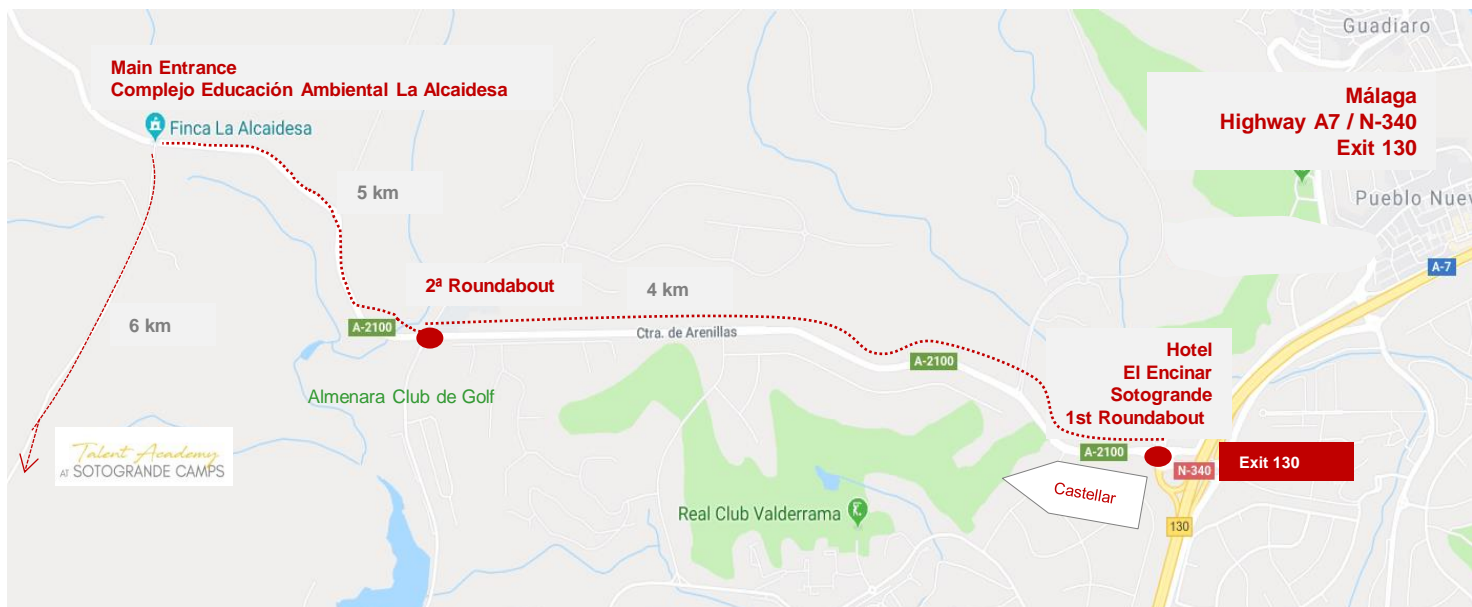 Guadiaro
Main Entrance
Complejo Educación Ambiental La Alcaidesa
Málaga
Highway A7 / N-340
Exit 130
Finca La Alcaidesa
5 km
Pueblo Nuev
A-7
2ª Roundabout
4 km
6 km
A-2100
Ctra. de Arenillas
A-2100
Hotel
El Encinar
Sotogrande
1st Roundabout
Almenara Club de Golf
Talent Academy
AT SOTOGRANDE CAMPS
A-2100
N-340
Exit 130
Castellar
Real Club Valderrama
130